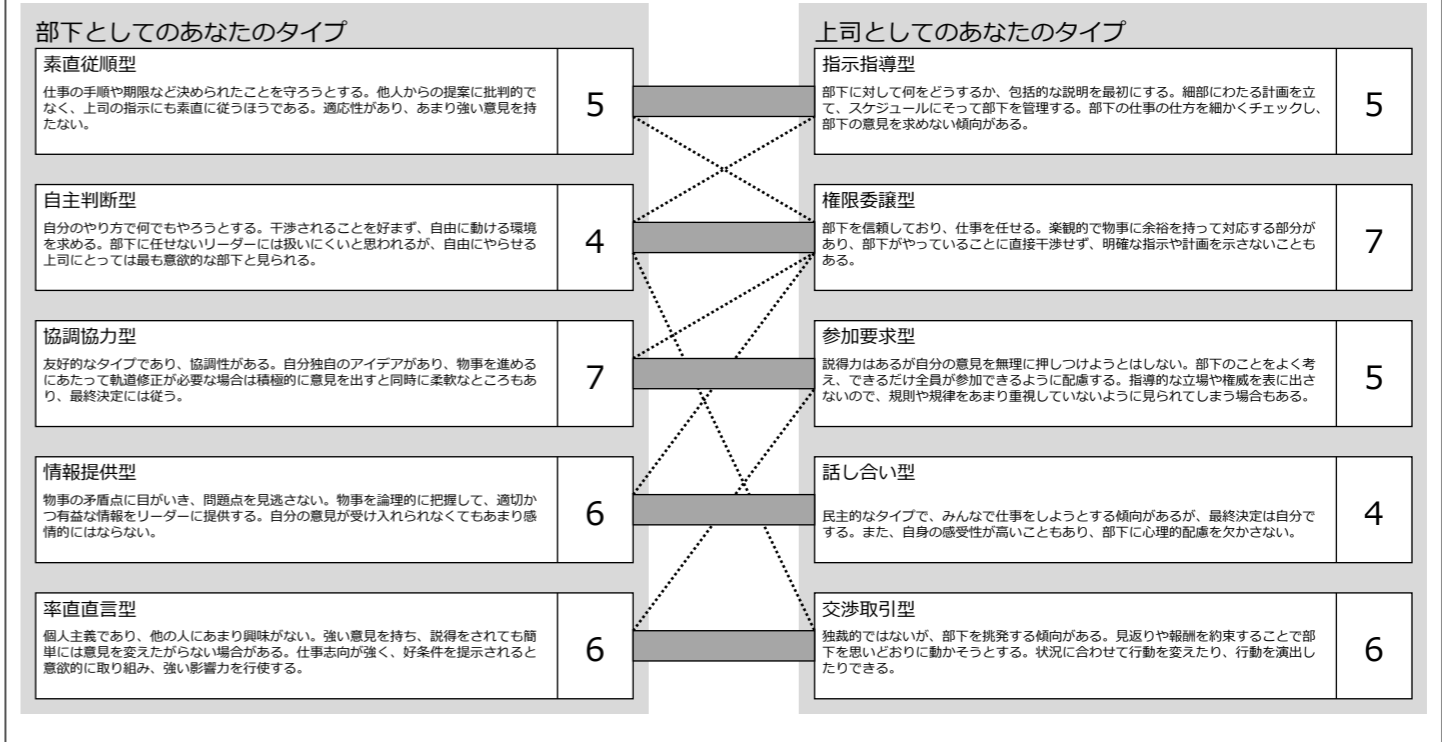 部下としてのあなたのタイプ
素直従順型
仕事の手順や期限など決められたことを守ろうとする。他人からの提案に批判的で
なく、上司の指示にも素直に従うほうである。適応性があり、あまり強い意見を持
たない。
5
自主判断型
自分のやり方で何でもやろうとする。干渉されることを好まず、自由に動ける環境
を求める。部下に任せないリーダーには扱いにくいと思われるが、自由にやらせる
上司にとっては最も意欲的な部下と見られる。
4
協調協力型
友好的なタイプであり、協調性がある。自分独自のアイデアがあり、物事を進める
にあたって軌道修正が必要な場合は積極的に意見を出すと同時に柔軟なところもあ
り、最終決定には従う。
7
情報提供型
物事の矛盾点に目がいき、問題点を見逃さない。物事を論理的に把握して、適切か
つ有益な情報をリーダーに提供する。自分の意見が受け入れられなくてもあまり感
情的にはならない。
6
率直直言型
個人主義であり、他の人にあまり興味がない。強い意見を持ち、説得をされても簡
単には意見を変えたがらない場合がある。仕事志向が強く、好条件を提示されると
意欲的に取り組み、強い影響力を行使する。
6
上司としてのあなたのタイプ
指示指導型
部下に対して何をどうするか、包括的な説明を最初にする。細部にわたる計画を立
て、スケジュールにそって部下を管理する。部下の仕事の仕方を細かくチェックし、
部下の意見を求めない傾向がある。
5
権限委譲型
部下を信頼しており、仕事を任せる。楽観的で物事に余裕を持って対応する部分が
あり、部下がやっていることに直接干渉せず、明確な指示や計画を示さないことも
ある。
7
参加要求型
説得力はあるが自分の意見を無理に押しつけようとはしない。部下のことをよく考
え、できるだけ全員が参加できるように配慮する。指導的な立場や権威を表に出さ
ないので、規則や規律をあまり重視していないように見られてしまう場合もある。
5
話し合い型
民主的なタイプで、みんなで仕事をしようとする傾向があるが、最終決定は自分で
する。また、自身の感受性が高いこともあり、部下に心理的配慮を欠かさない。
4
交渉取引型
独裁的ではないが、部下を挑発する傾向がある。見返りや報酬を約束することで部
下を思いどおりに動かそうとする。状況に合わせて行動を変えたり、行動を演出し
たりできる。
6